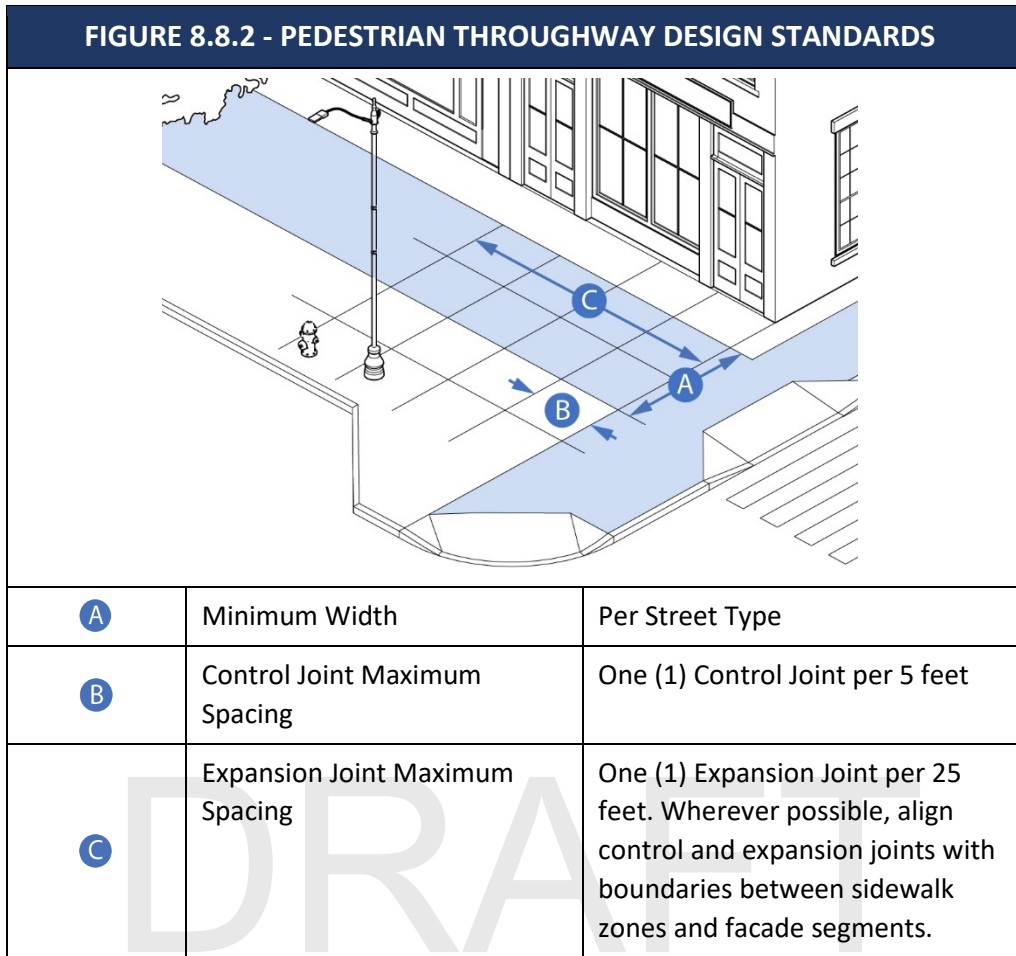 FIGURE 8.8.2 - PEDESTRIAN THROUGHWAY DESIGN STANDARDS
C
A
B
A
Minimum Width
Per Street Type
B
Control Joint Maximum
Spacing
One (1) Control Joint per 5 feet
C
Expansion Joint Maximum
Spacing
One (1) Expansion Joint per 25
feet. Wherever possible, align
control and expansion joints with
boundaries between sidewalk
zones and facade segments.
DRAFT